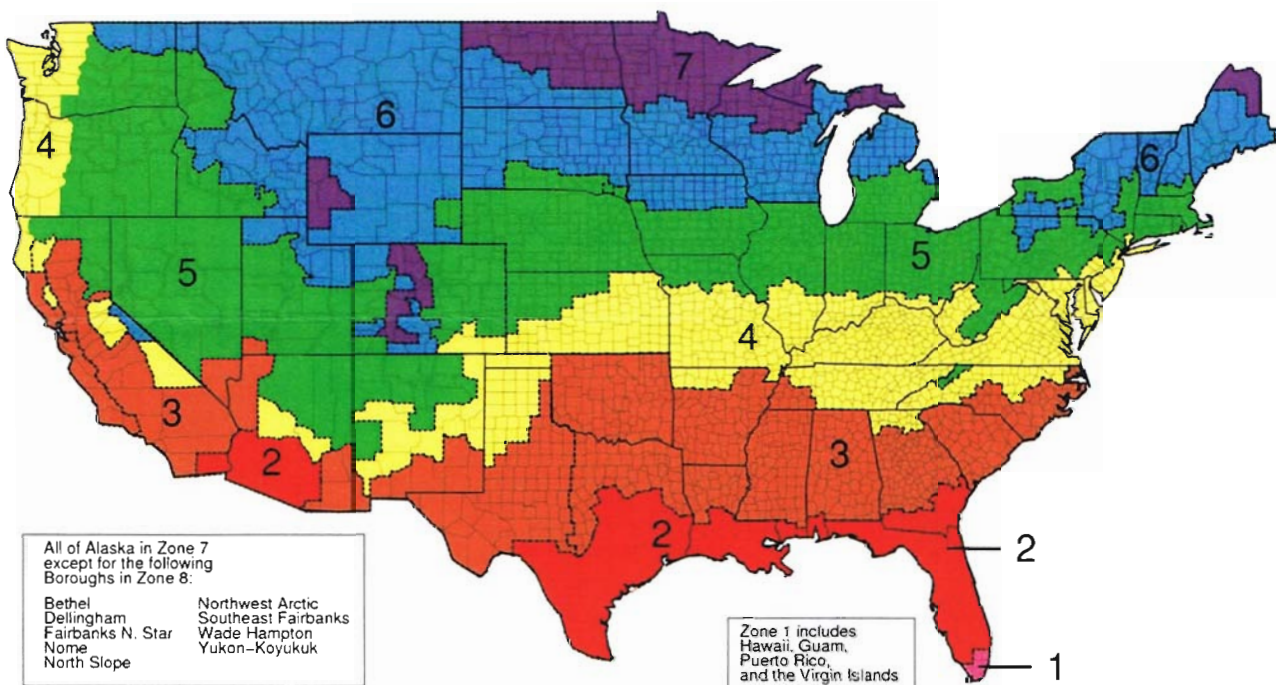 7
6
4
6
5
5
4
3
2
3
2
2
1
All of Alaska in Zone 7
except for the following
Boroughs in Zone 8:
Bethel Northwest Arctic
Dellingham Southeast Fairbanks
Fairbanks N. Star Wade Hampton
Nome Yukon-Koyukuk
North Slope
Zone 1 includes
Hawaii, Guam,
Puerto Rico,
and the Virgin Islands